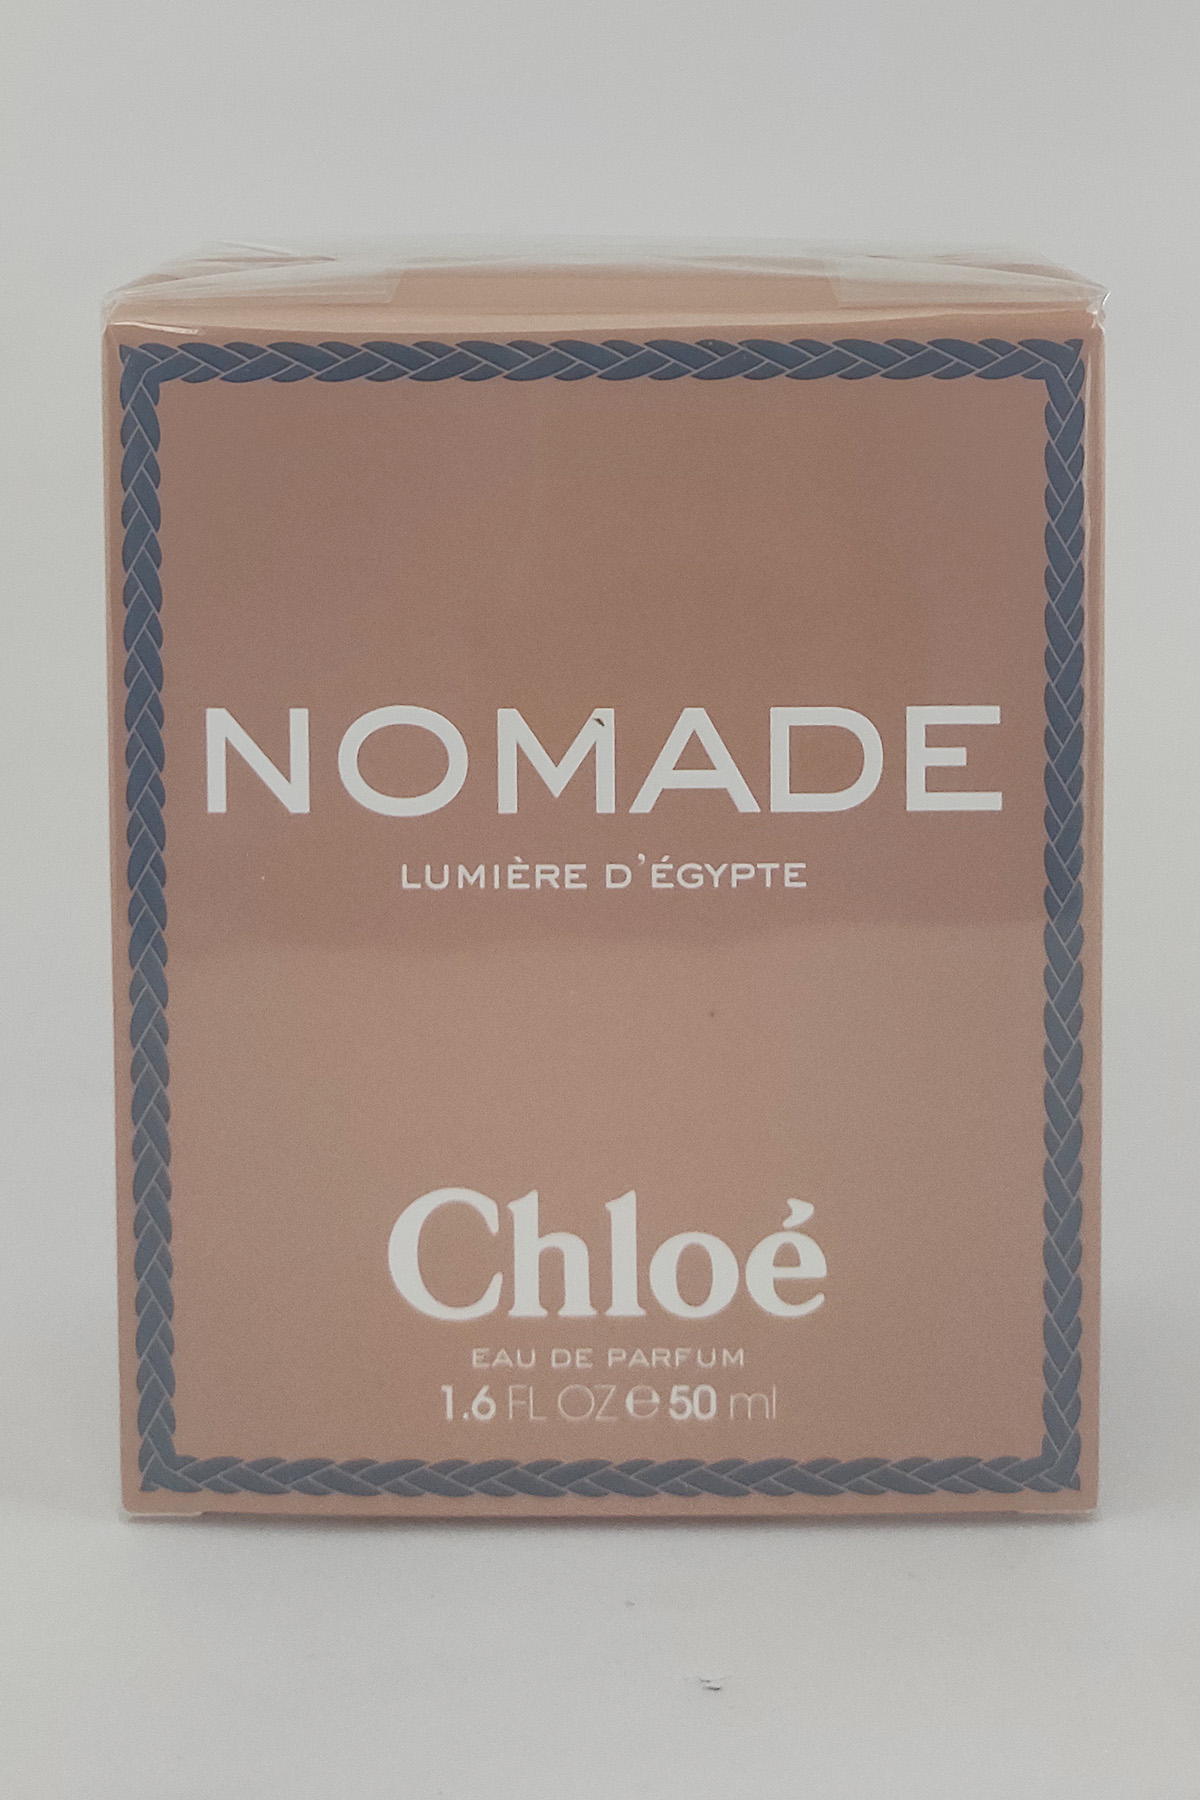 NOMADE
LUMIÈRE D'ÉGYPTE
Chloé
EAU DE PARFUM
1.6 FL OZ ℮ 50 ml